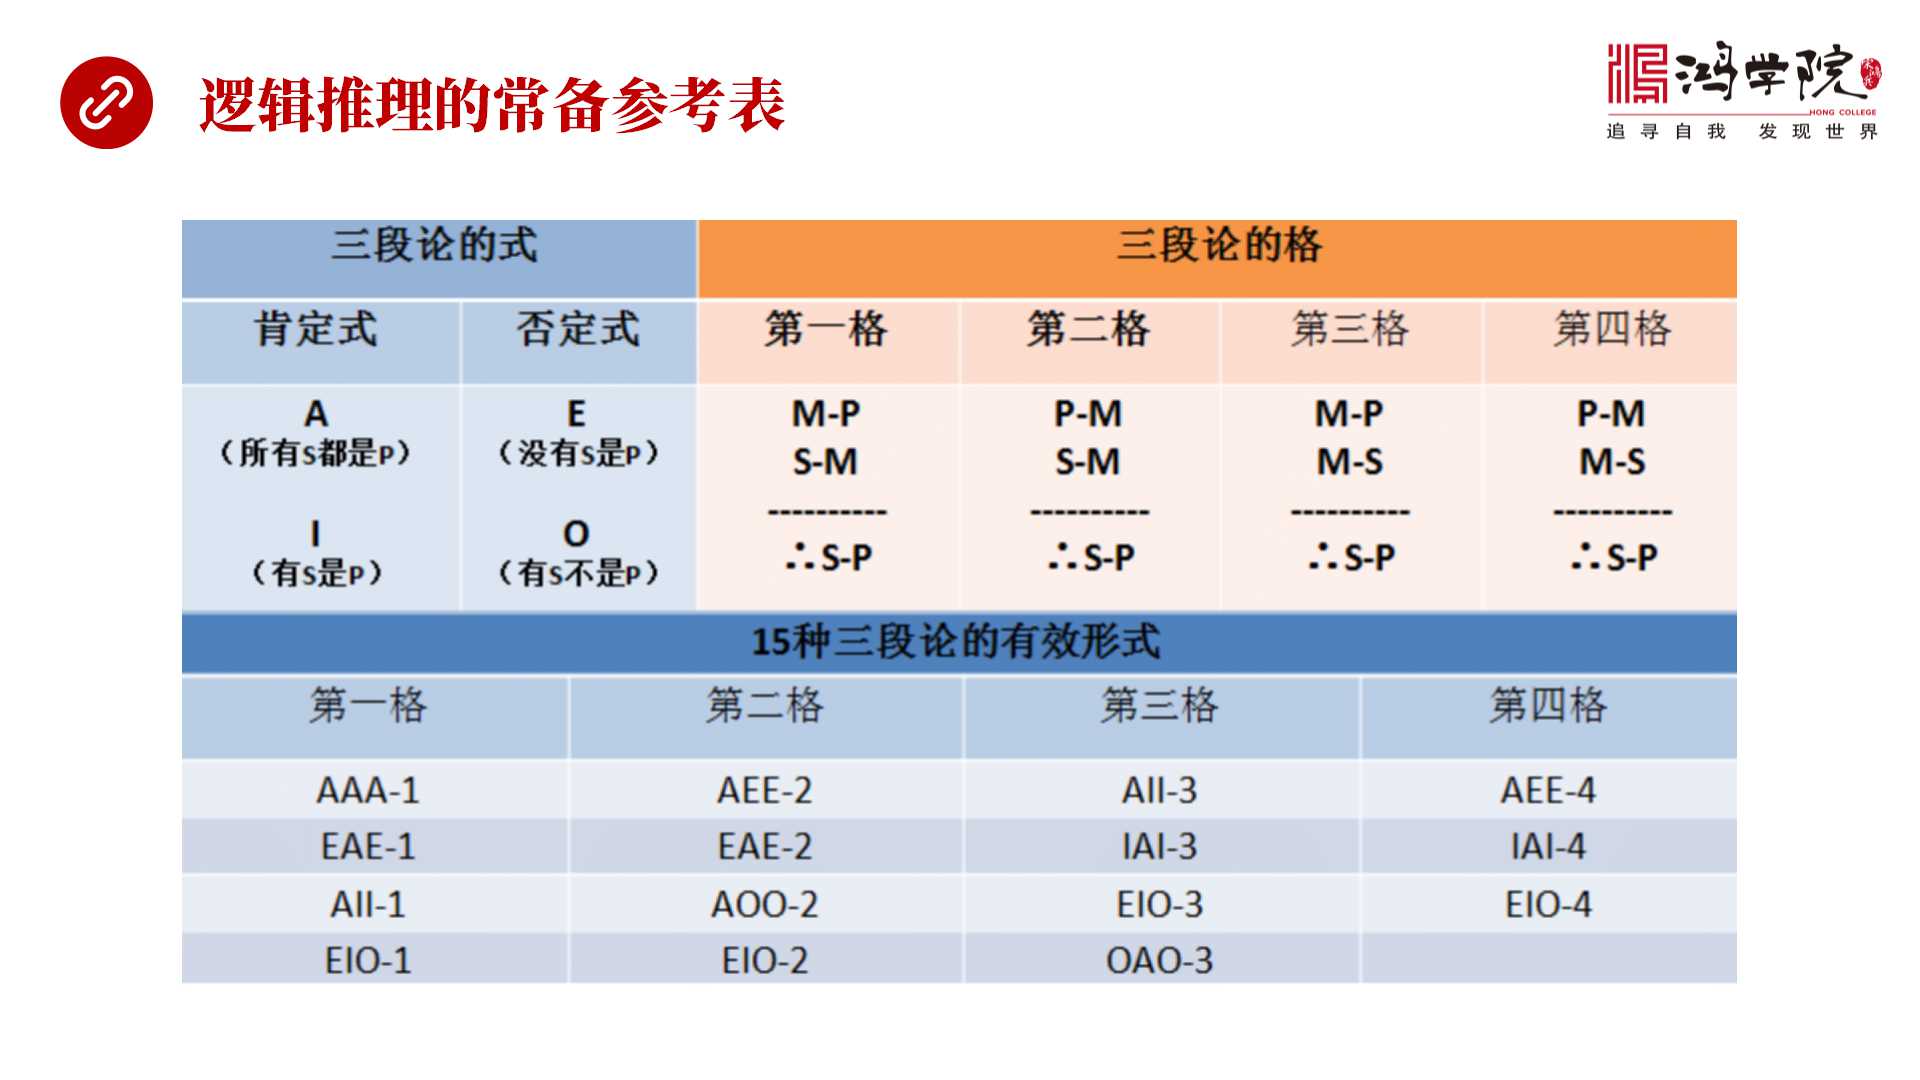 逻辑推理的常备参考表
鸿学院
HONG COLLEGE
追寻自我 发现世界
三段论的式 三段论的格
肯定式 否定式 第一格 第二格 第三格 第四格
A E M-P P-M M-P P-M
（所有S都是P） （没有S是P） S-M S-M M-S M-S
---------- ---------- ---------- ----------
I O ∴S-P ∴S-P ∴S-P ∴S-P
（有S是P） （有S不是P）
15种三段论的有效形式
第一格 第二格 第三格 第四格
AAA-1 AEE-2 AII-3 AEE-4
EAE-1 EAE-2 IAI-3 IAI-4
AII-1 AOO-2 EIO-3 EIO-4
EIO-1 EIO-2 OAO-3